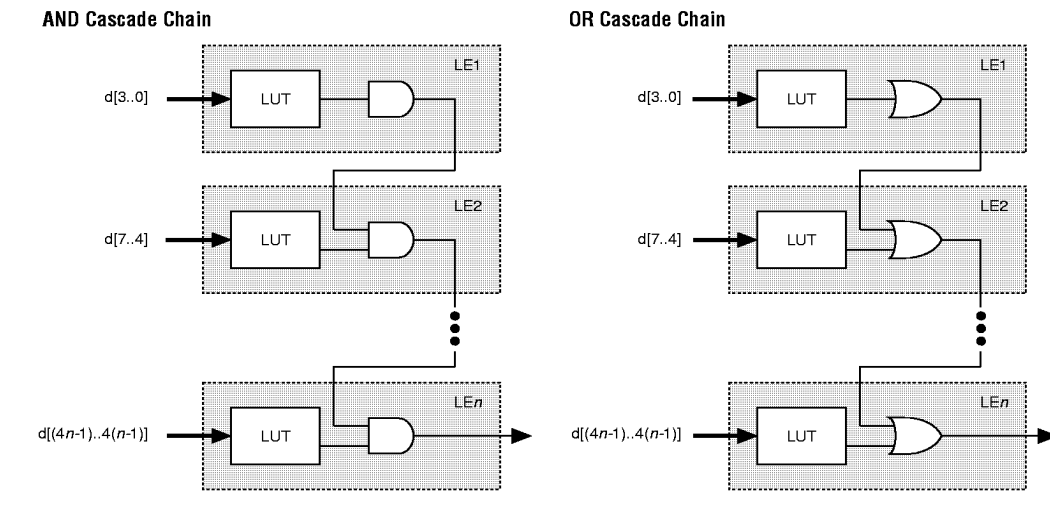 AND Cascade Chain
LE1
d[3..0]
LUT
LE2
d[7..4]
LUT
LEn
d[(4n-1)..4(n-1)]
LUT
OR Cascade Chain
LE1
d[3..0]
LUT
LE2
d[7..4]
LUT
LEn
d[(4n-1)..4(n-1)]
LUT